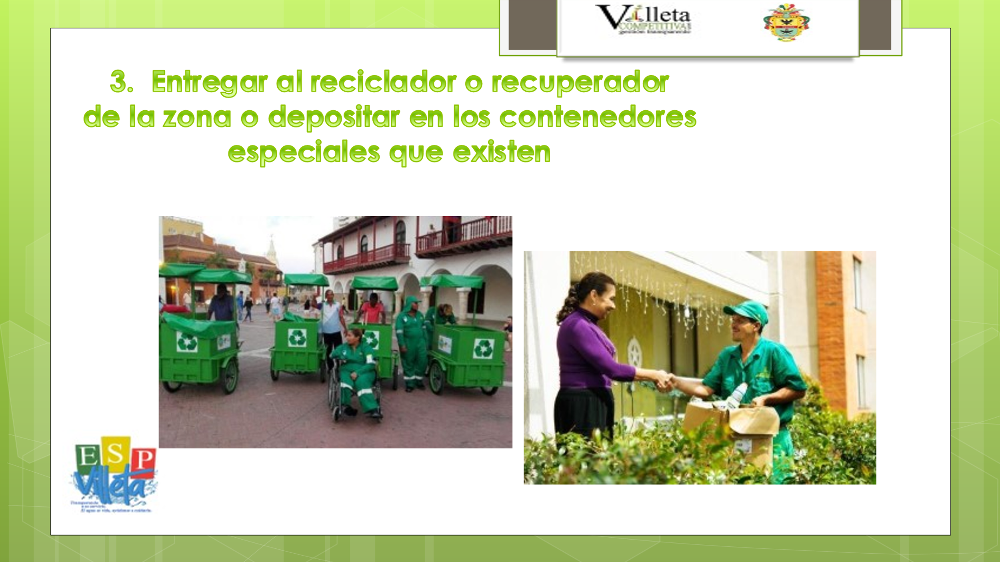 Villeta
COMPETITIVA
3. Entregar al reciclador o recuperador
de la zona o depositar en los contenedores
especiales que existen
E S P
Villeta